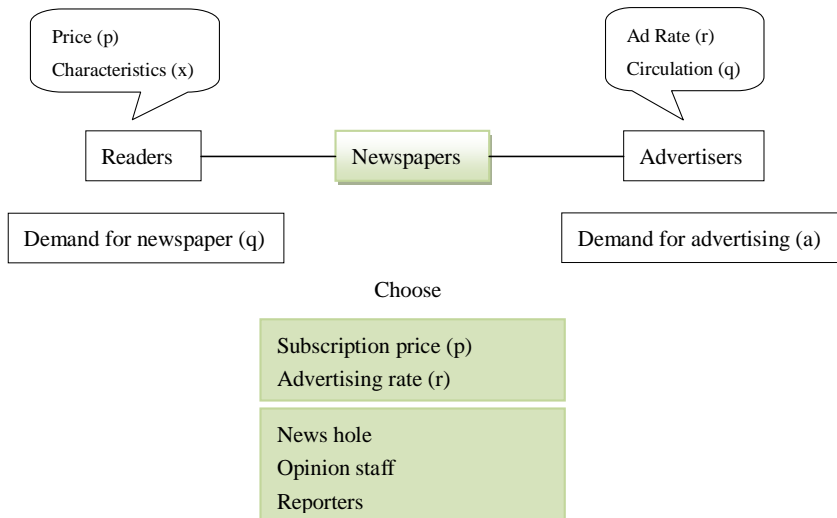 Price (p)
Characteristics (x)
Ad Rate (r)
Circulation (q)
Readers
Newspapers
Advertisers
Demand for newspaper (q)
Demand for advertising (a)
Choose
Subscription price (p)
Advertising rate (r)
News hole
Opinion staff
Reporters